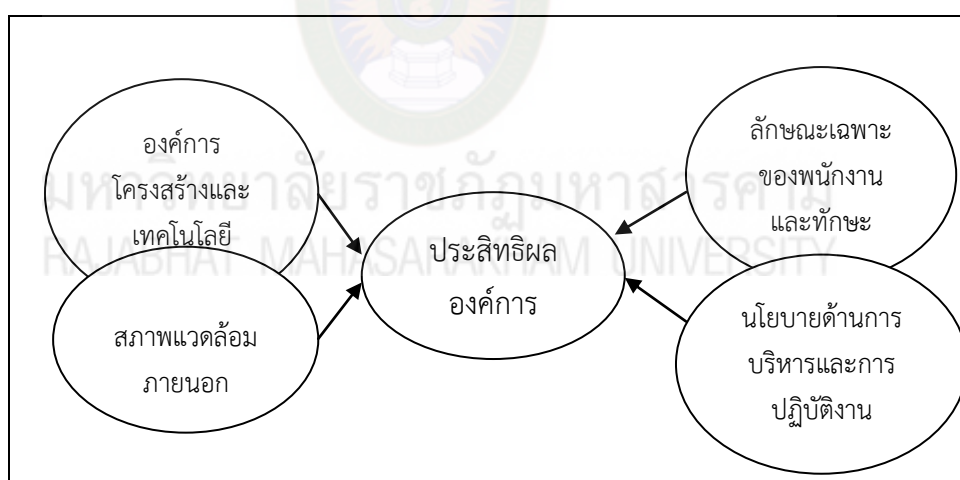 องค์การ
โครงสร้างและ
เทคโนโลยี
สภาพแวดล้อม
ภายนอก
ประสิทธิผล
องค์การ
ลักษณะเฉพาะ
ของพนักงาน
และทักษะ
นโยบายด้านการ
บริหารและการ
ปฏิบัติงาน
มหาวิทยาลัยราชภัฏมหาสารคาม
RAJABHAT MAHASARAKHAM UNIVERSITY